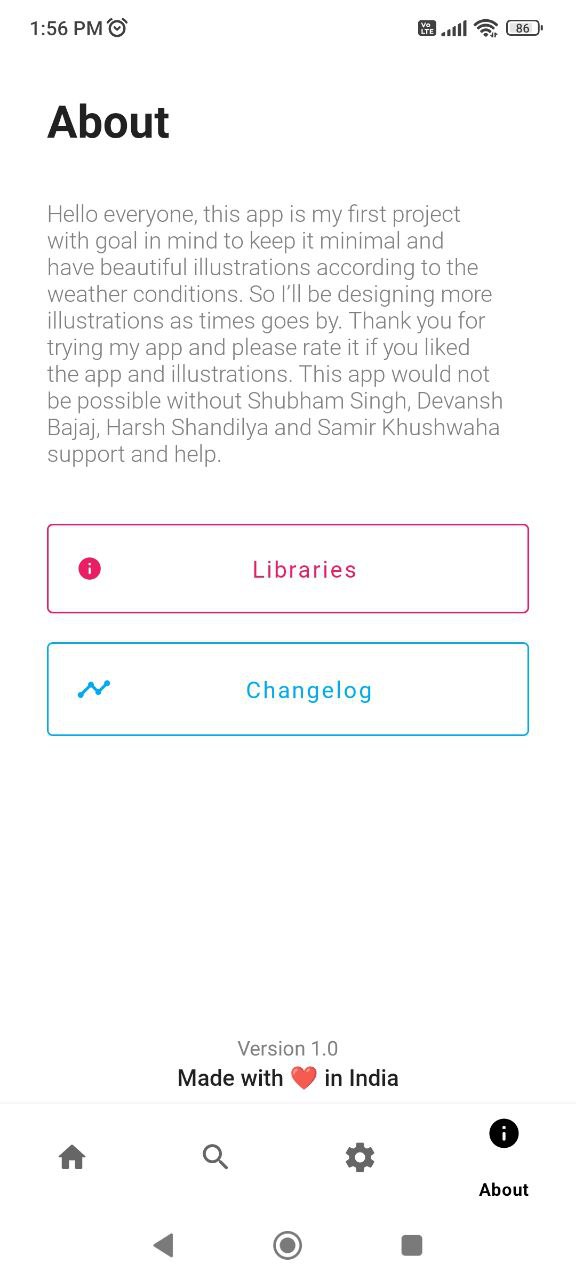 1:56 PM
Vo LTE
86
About
Hello everyone, this app is my first project
with goal in mind to keep it minimal and
have beautiful illustrations according to the
weather conditions. So I'll be designing more
illustrations as times goes by. Thank you for
trying my app and please rate it if you liked
the app and illustrations. This app would not
be possible without Shubham Singh, Devansh
Bajaj, Harsh Shandilya and Samir Khushwaha
support and help.
Libraries
Changelog
Version 1.0
Made with ❤️ in India
About